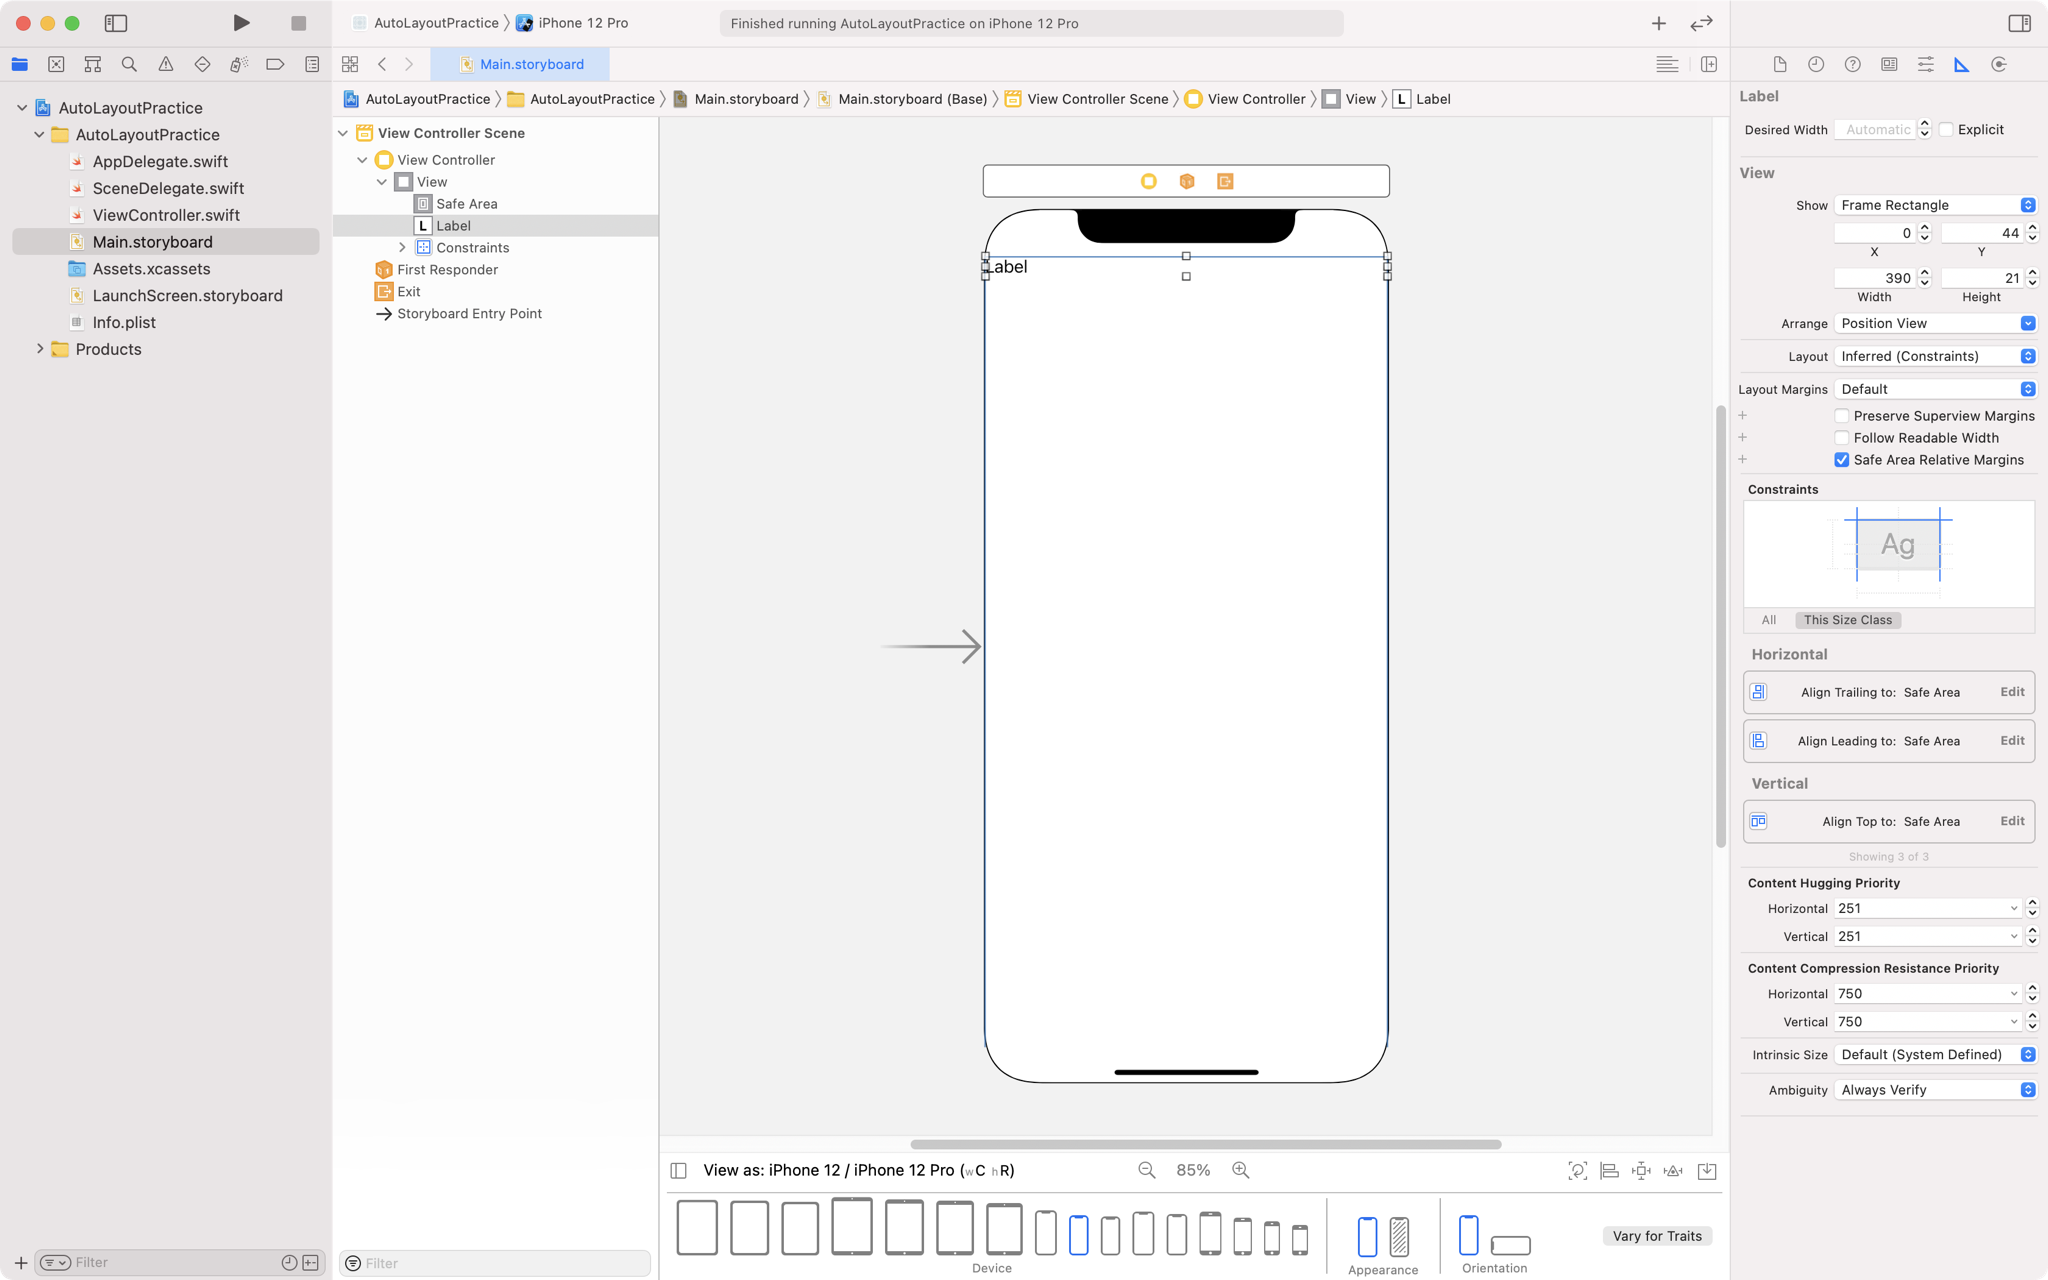 AutoLayoutPractice
iPhone 12 Pro
Finished running AutoLayoutPractice on iPhone 12 Pro
Main.storyboard
AutoLayoutPractice
AutoLayoutPractice
Main.storyboard
Main.storyboard (Base)
View Controller Scene
View Controller
View
L
Label
AutoLayoutPractice
AutoLayoutPractice
AppDelegate.swift
SceneDelegate.swift
ViewController.swift
Main.storyboard
Assets.xcassets
LaunchScreen.storyboard
Info.plist
Products
Filter
View Controller Scene
View Controller
View
Safe Area
L Label
Constraints
First Responder
Exit
Storyboard Entry Point
Filter
Label
View as: iPhone 12 / iPhone 12 Pro (wC hR)
85%
Device
Appearance
Orientation
Vary for Traits
Label
Desired Width Automatic Explicit
View
Show Frame Rectangle
0 44
X Y
390 21
Width Height
Arrange Position View
Layout Inferred (Constraints)
Layout Margins Default
Preserve Superview Margins
Follow Readable Width
Safe Area Relative Margins
Constraints
Ag
All This Size Class
Horizontal
Align Trailing to: Safe Area Edit
Align Leading to: Safe Area Edit
Vertical
Align Top to: Safe Area Edit
Showing 3 of 3
Content Hugging Priority
Horizontal 251
Vertical 251
Content Compression Resistance Priority
Horizontal 750
Vertical 750
Intrinsic Size Default (System Defined)
Ambiguity Always Verify